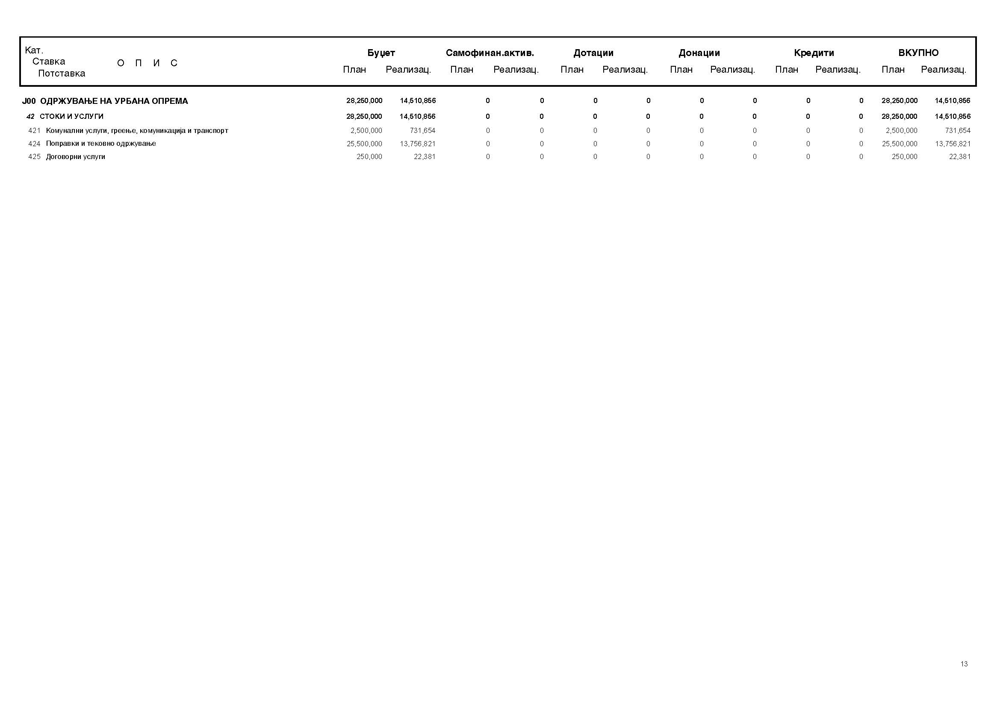 Кат.
Ставка
Потставка
О П И С
Буџет Самофинан.актив. Дотации Донации Кредити ВКУПНО
План Реализац. План Реализац. План Реализац. План Реализац. План Реализац. План Реализац.
J00 ОДРЖУВАЊЕ НА УРБАНА ОПРЕМА 28,250,000 14,510,856 0 0 0 0 0 0 0 0 28,250,000 14,510,856
42 СТОКИ И УСЛУГИ 28,250,000 14,510,856 0 0 0 0 0 0 0 0 28,250,000 14,510,856
421 Комунални услуги, греење, комуникација и транспорт 2,500,000 731,654 0 0 0 0 0 0 0 0 2,500,000 731,654
424 Поправки и тековно одржување 25,500,000 13,756,821 0 0 0 0 0 0 0 0 25,500,000 13,756,821
425 Договорни услуги 250,000 22,381 0 0 0 0 0 0 0 0 250,000 22,381
13